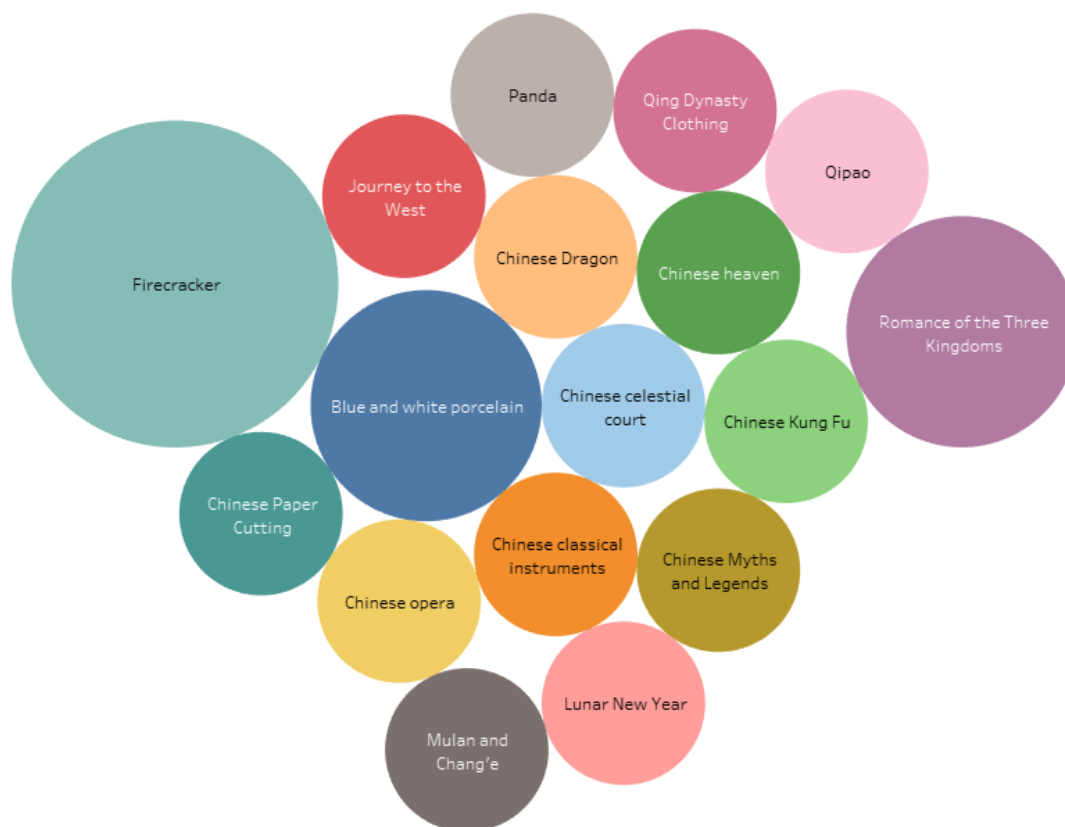 Panda
Qing Dynasty
Clothing
Qipao
Journey to the
West
Chinese Dragon
Chinese heaven
Firecracker
Romance of the Three
Kingdoms
Blue and white porcelain
Chinese celestial
court
Chinese Kung Fu
Chinese Paper
Cutting
Chinese classical
instruments
Chinese Myths
and Legends
Chinese opera
Lunar New Year
Mulan and
Chang’e